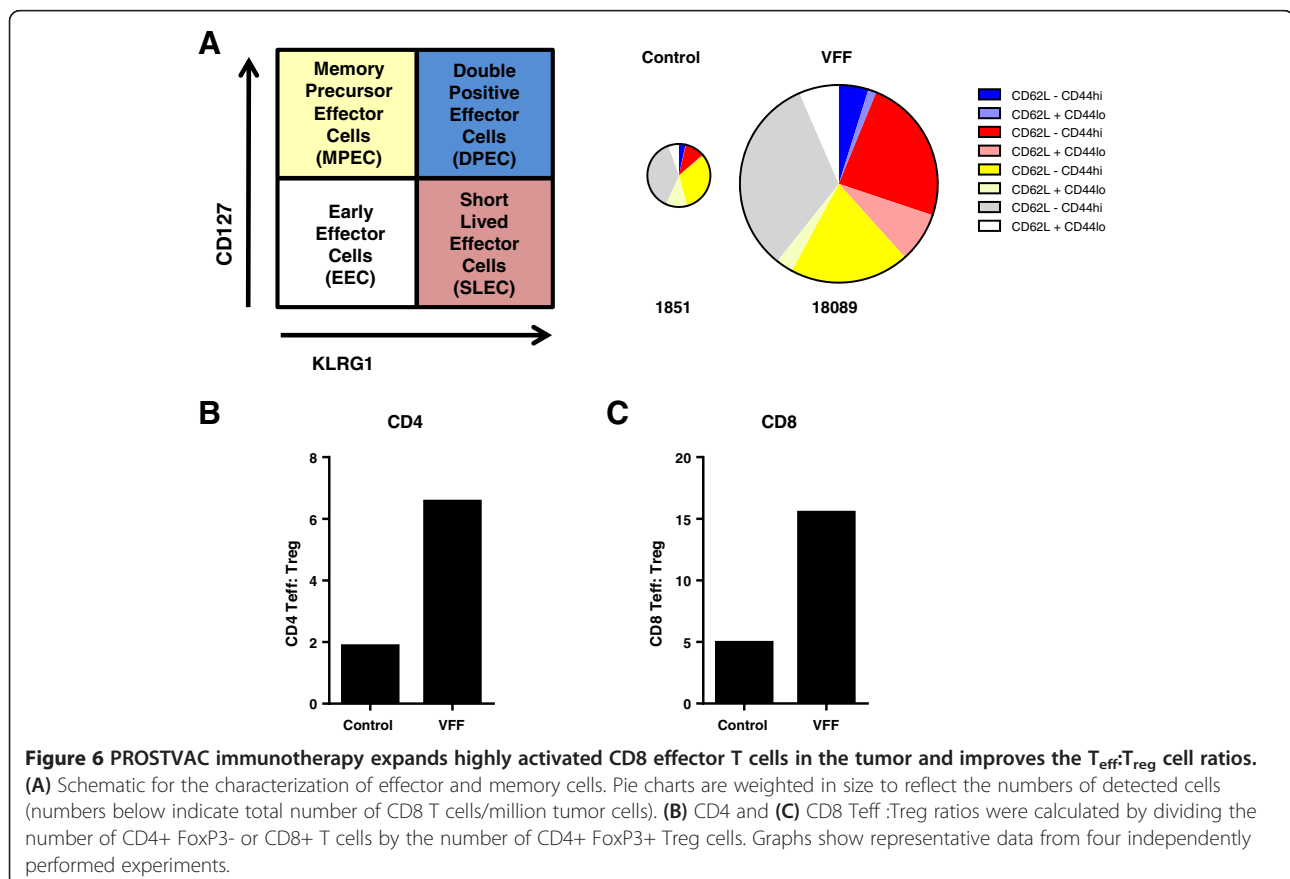 A
CD127
Memory
Precursor
Effector
Cells
(MPEC)
Double
Positive
Effector
Cells
(DPEC)
Early
Effector
Cells
(EEC)
Short
Lived
Effector
Cells
(SLEC)
KLRG1
Control
VFF
1851
18089
CD62L - CD44hi
CD62L + CD44lo
CD62L - CD44hi
CD62L + CD44lo
CD62L - CD44hi
CD62L + CD44lo
CD62L - CD44hi
CD62L + CD44lo
B
CD4
CD4 Teff: Treg
8
6
4
2
0
Control
VFF
C
CD8
CD8 Teff: Treg
20
15
10
5
0
Control
VFF
Figure 6 PROSTVAC immunotherapy expands highly activated CD8 effector T cells in the tumor and improves the Teff:Treg cell ratios.
(A) Schematic for the characterization of effector and memory cells. Pie charts are weighted in size to reflect the numbers of detected cells
(numbers below indicate total number of CD8 T cells/million tumor cells). (B) CD4 and (C) CD8 Teff :Treg ratios were calculated by dividing the
number of CD4+ FoxP3- or CD8+ T cells by the number of CD4+ FoxP3+ Treg cells. Graphs show representative data from four independently
performed experiments.